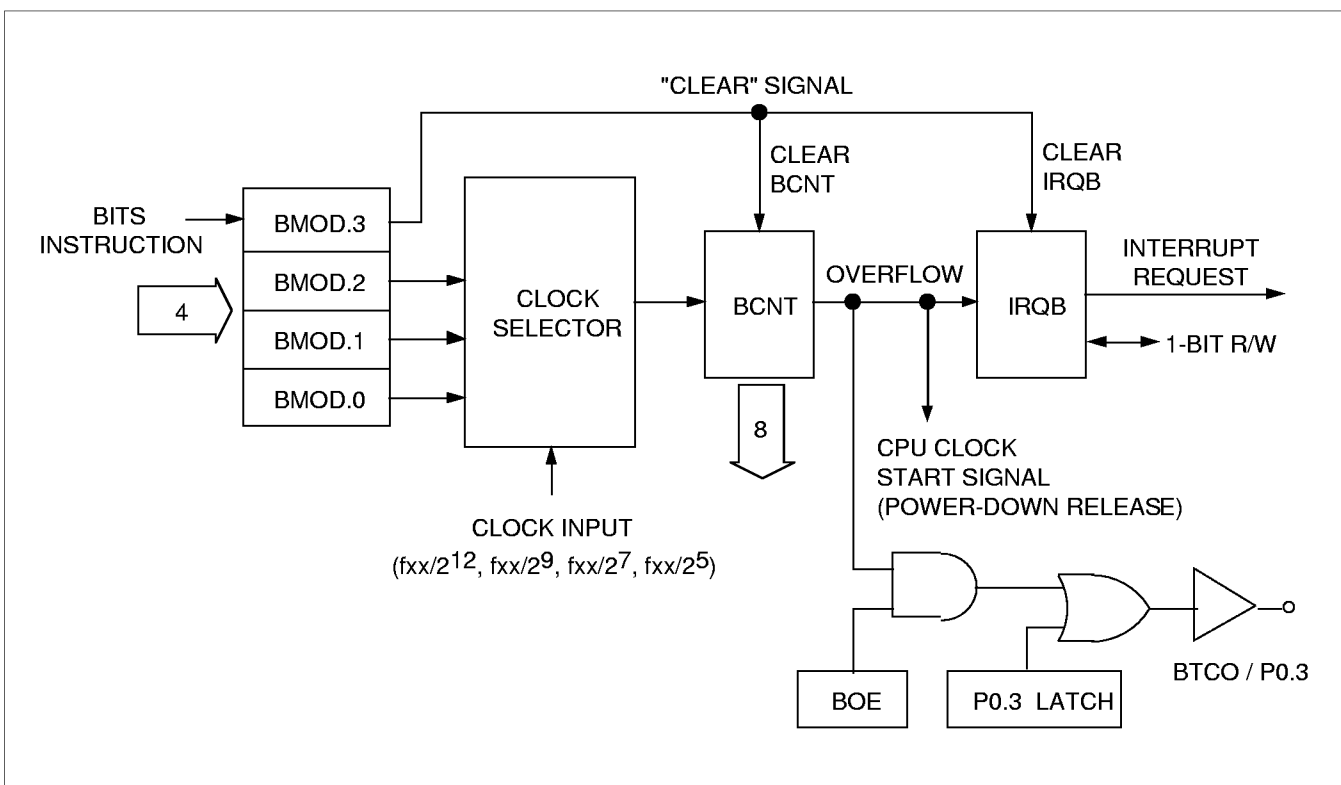 "CLEAR" SIGNAL
CLEAR
BCNT
CLEAR
IRQB
BITS
INSTRUCTION
4
BMOD.3
BMOD.2
BMOD.1
BMOD.0
CLOCK
SELECTOR
BCNT
OVERFLOW
IRQB
INTERRUPT
REQUEST
1-BIT R/W
8
CPU CLOCK
START SIGNAL
(POWER-DOWN RELEASE)
CLOCK INPUT
(fxx/2¹², fxx/2⁹, fxx/2⁷, fxx/2⁵)
BOE
P0.3 LATCH
BTCO / P0.3